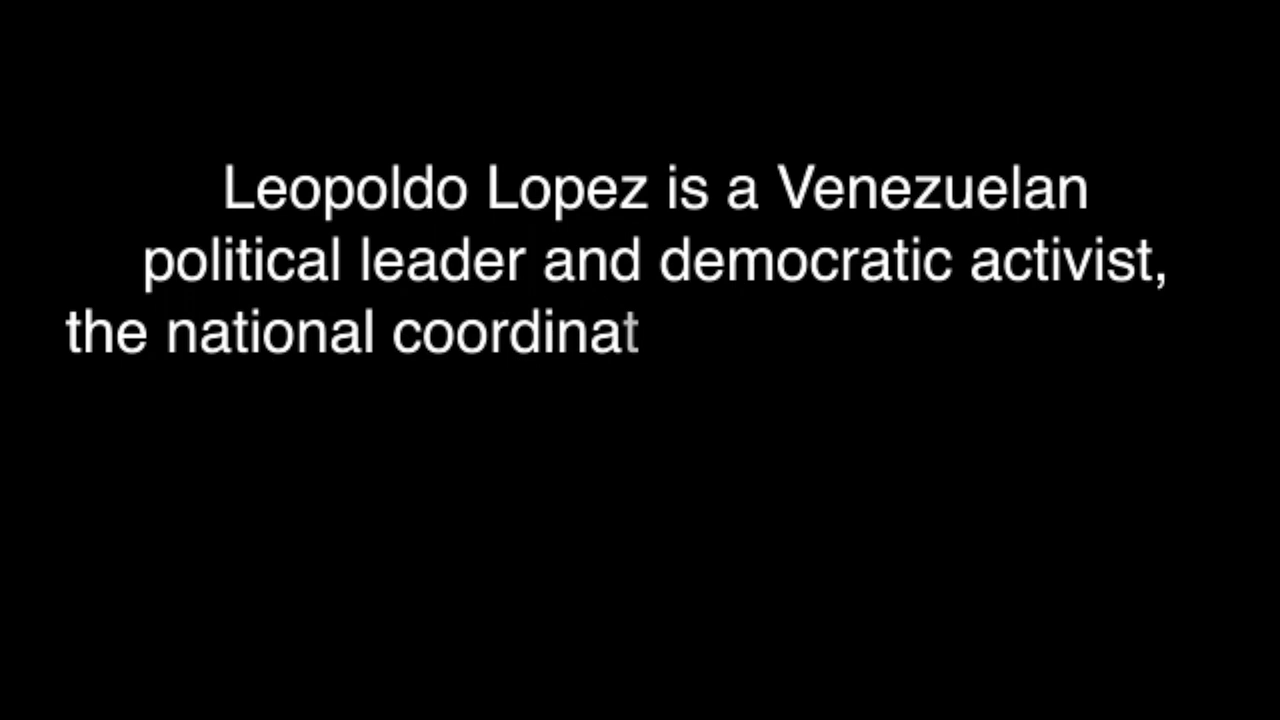 Leopoldo Lopez is a Venezuelan
political leader and democratic activist,
the national coordinat